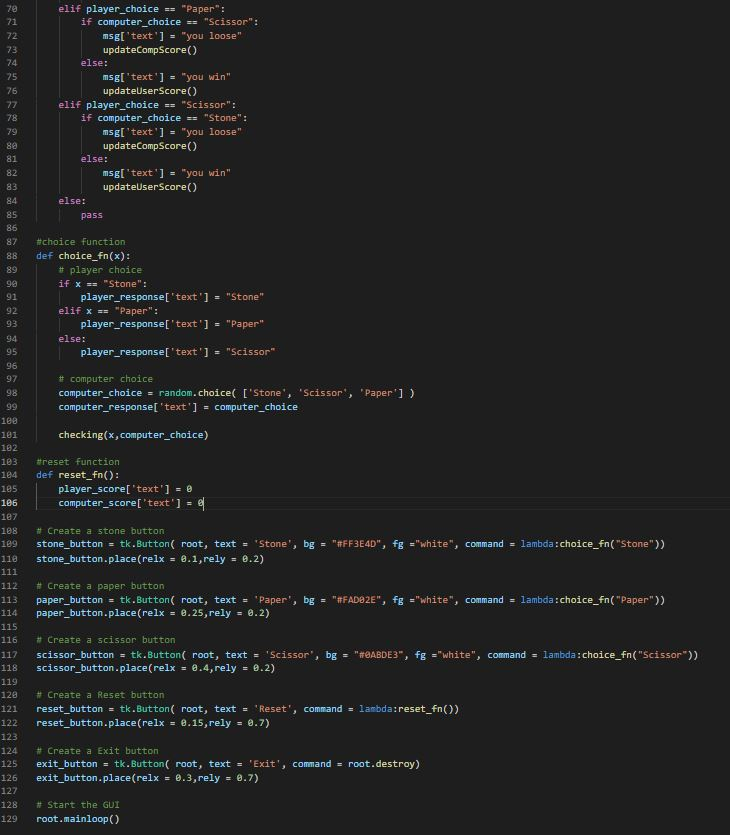 70 elif player_choice == "Paper":
71 if computer_choice == "Scissor":
72 msg['text'] = "you loose"
73 updateCompScore()
74 else:
75 msg['text'] = "you win"
76 updateUserScore()
77 elif player_choice == "Scissor":
78 if computer_choice == "Stone":
79 msg['text'] = "you loose"
80 updateCompScore()
81 else:
82 msg['text'] = "you win"
83 updateUserScore()
84 else:
85 pass
86
87 #choice function
88 def choice_fn(x):
89 # player choice
90 if x == "Stone":
91 player_response['text'] = "Stone"
92 elif x == "Paper":
93 player_response['text'] = "Paper"
94 else:
95 player_response['text'] = "Scissor"
96
97 # computer choice
98 computer_choice = random.choice( ['Stone', 'Scissor', 'Paper'] )
99 computer_response['text'] = computer_choice
100
101 checking(x,computer_choice)
102
103 #reset function
104 def reset_fn():
105 player_score['text'] = 0
106 computer_score['text'] = 0
107
108 # Create a stone button
109 stone_button = tk.Button( root, text = 'Stone', bg = "#FF3E4D", fg ="white", command = lambda:choice_fn("Stone"))
110 stone_button.place(relx = 0.1,rely = 0.2)
111
112 # Create a paper button
113 paper_button = tk.Button( root, text = 'Paper', bg = "#FAD02E", fg ="white", command = lambda:choice_fn("Paper"))
114 paper_button.place(relx = 0.25,rely = 0.2)
115
116 # Create a scissor button
117 scissor_button = tk.Button( root, text = 'Scissor', bg = "#0ABDE3", fg ="white", command = lambda:choice_fn("Scissor"))
118 scissor_button.place(relx = 0.4,rely = 0.2)
119
120 # Create a Reset button
121 reset_button = tk.Button( root, text = 'Reset', command = lambda:reset_fn())
122 reset_button.place(relx = 0.15,rely = 0.7)
123
124 # Create a Exit button
125 exit_button = tk.Button( root, text = 'Exit', command = root.destroy)
126 exit_button.place(relx = 0.3,rely = 0.7)
127
128 # Start the GUI
129 root.mainloop()